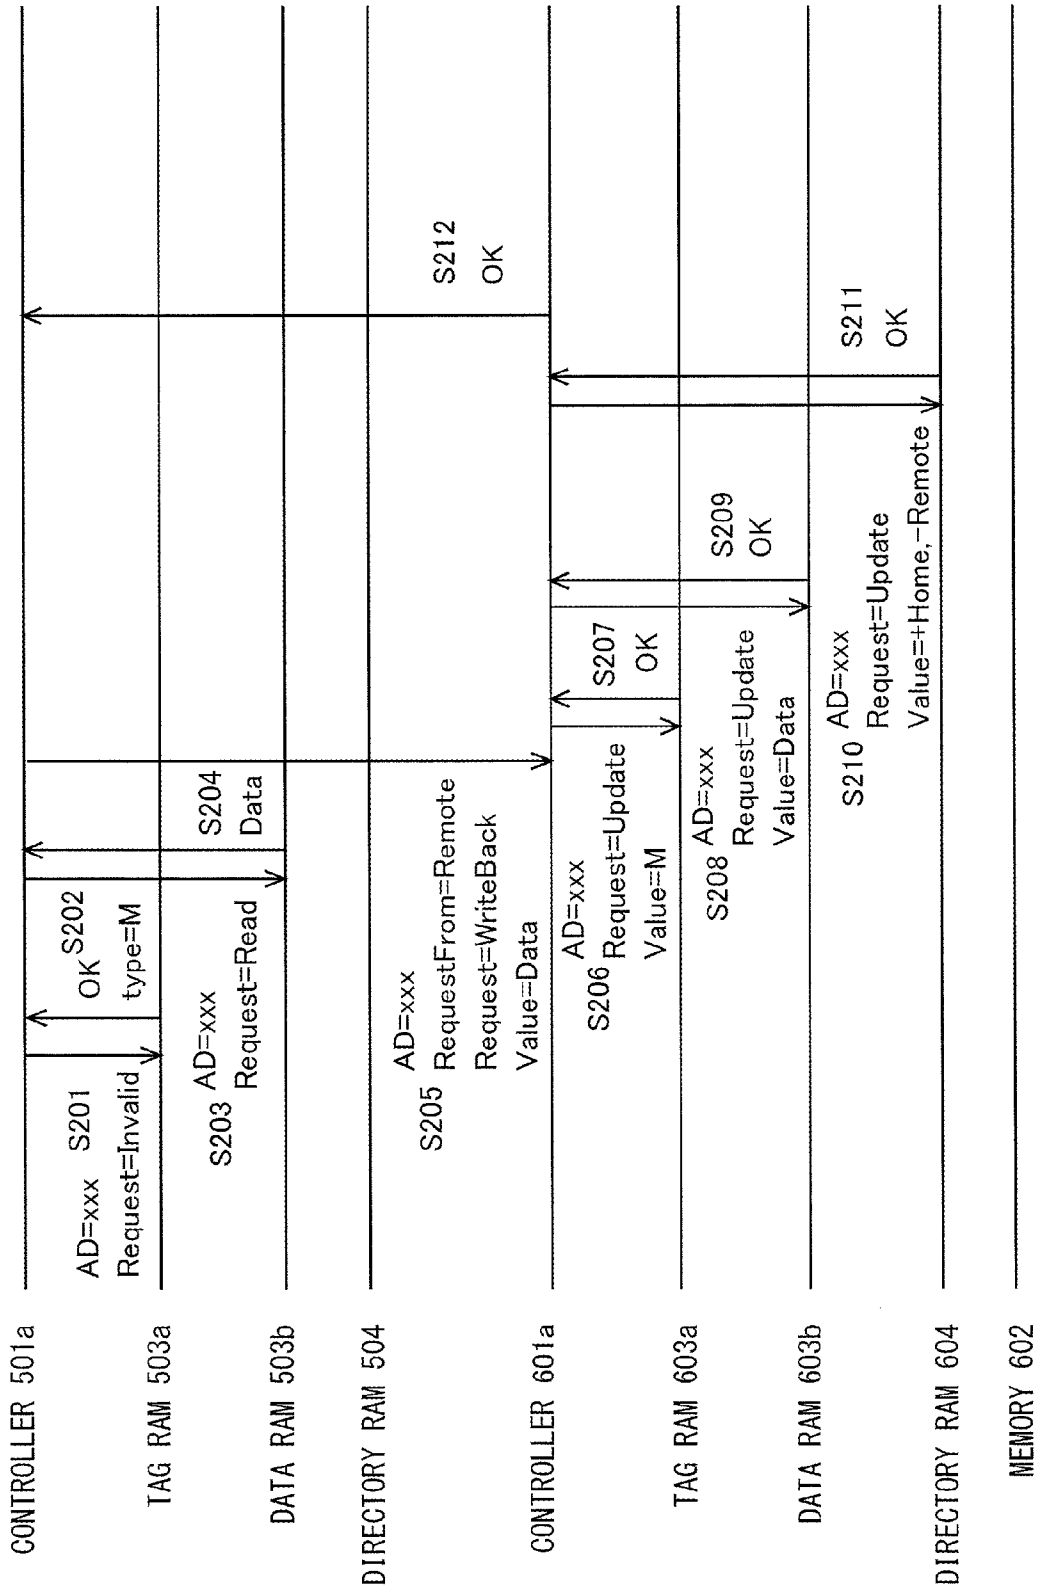 CONTROLLER 501a
TAG RAM 503a
DATA RAM 503b
DIRECTORY RAM 504
CONTROLLER 601a
TAG RAM 603a
DATA RAM 603b
DIRECTORY RAM 604
MEMORY 602
AD=xxx S201
Request=Invalid
S202
OK
type=M
S203 AD=xxx
Request=Read
S204
Data
S205 AD=xxx
RequestFrom=Remote
Request=WriteBack
Value=Data
S206 AD=xxx
Request=Update
Value=M
S207
OK
S208 AD=xxx
Request=Update
Value=Data
S209
OK
S210 AD=xxx
Request=Update
Value=+Home,-Remote
S211
OK
S212
OK